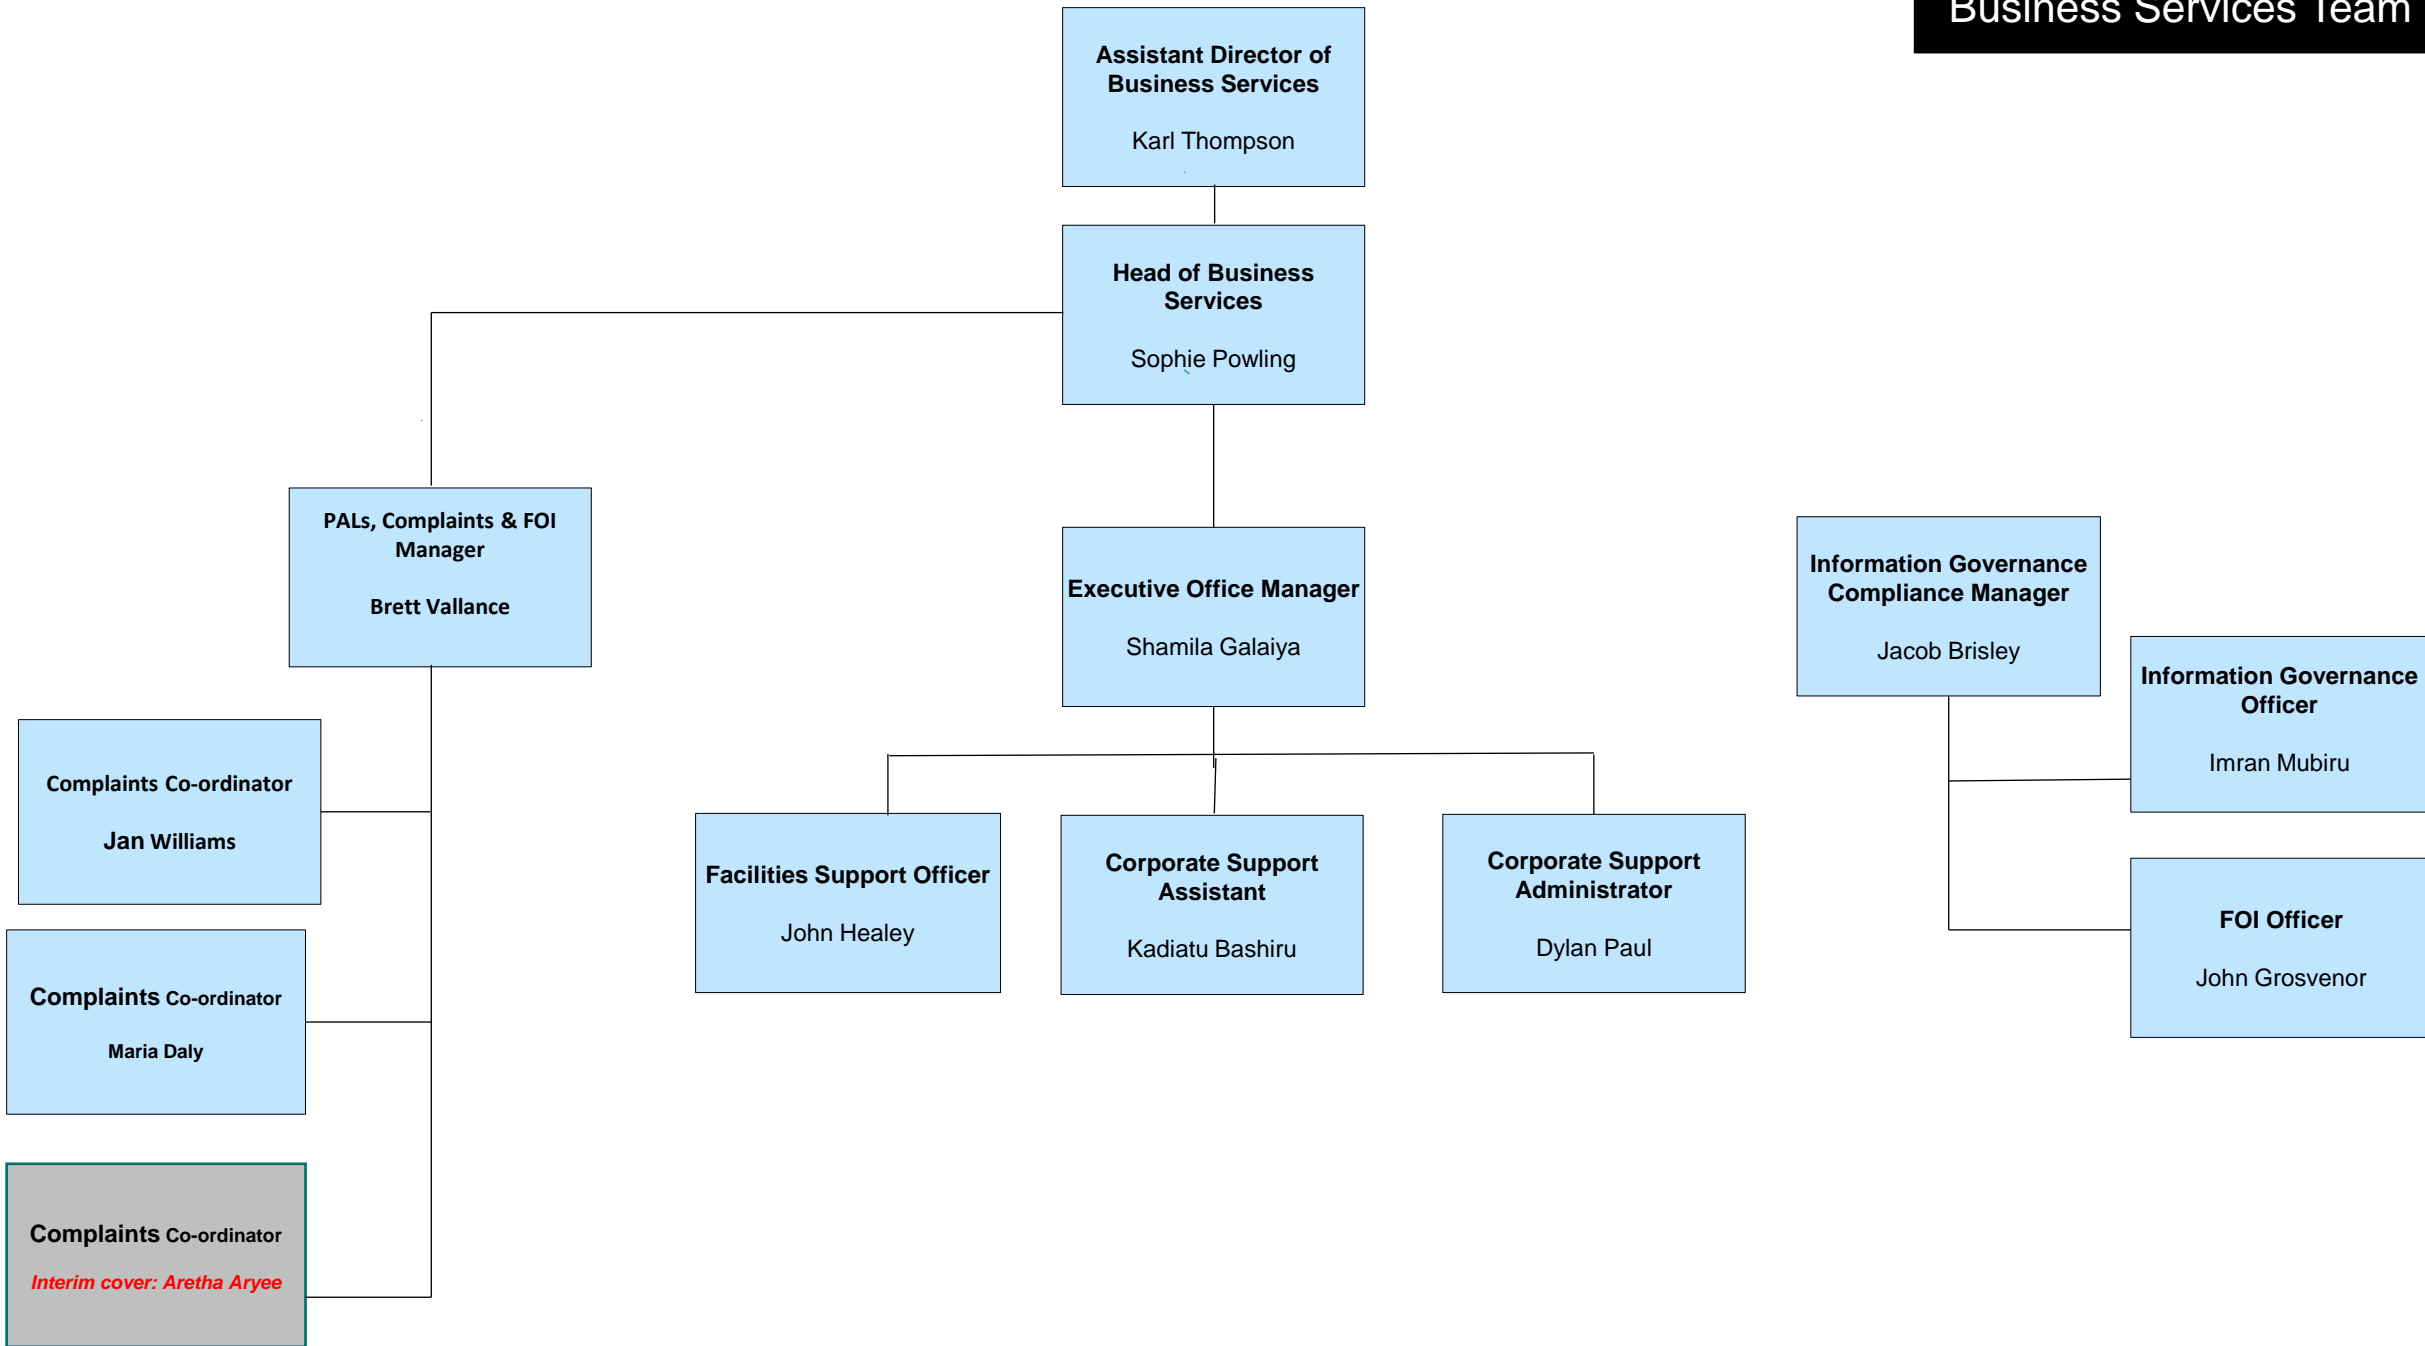 Business Services Team
Assistant Director of
Business Services
Karl Thompson
Head of Business
Services
Sophie Powling
PALs, Complaints & FOI
Manager
Brett Vallance
Executive Office Manager
Shamila Galaiya
Information Governance
Compliance Manager
Jacob Brisley
Information Governance
Officer
Imran Mubiru
Complaints Co-ordinator
Jan Williams
Facilities Support Officer
John Healey
Corporate Support
Assistant
Kadiatu Bashiru
Corporate Support
Administrator
Dylan Paul
FOI Officer
John Grosvenor
Complaints Co-ordinator
Maria Daly
Complaints Co-ordinator
Interim cover: Aretha Aryee